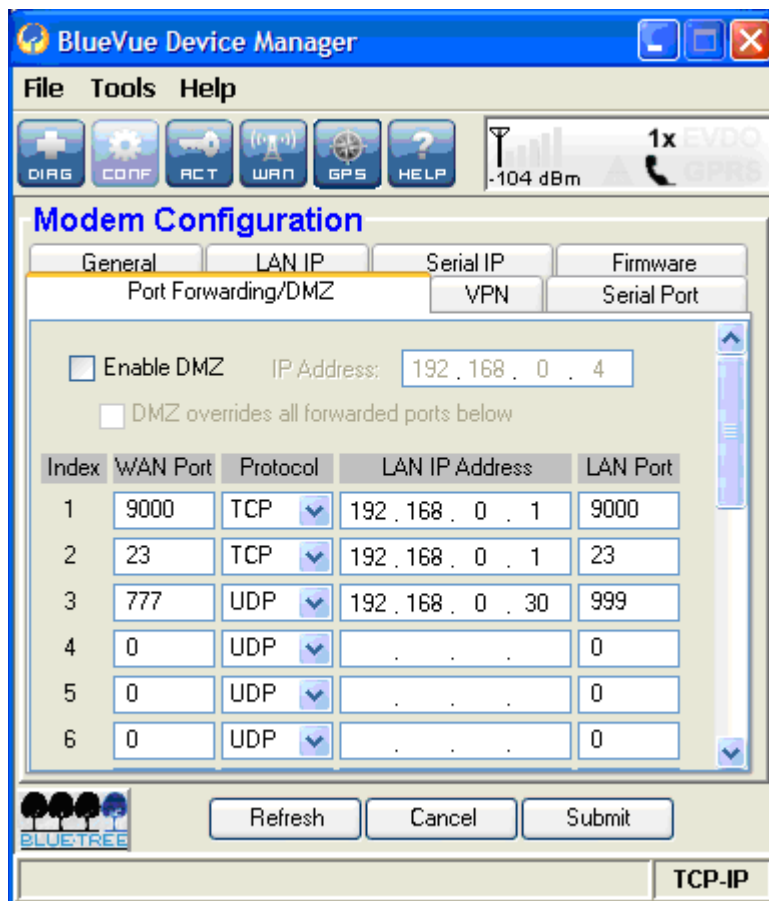 BlueVue Device Manager
File Tools Help
DIAG CONF ACT WAN GPS HELP -104 dBm 1x EVDO GPRS
Modem Configuration
General LAN IP Serial IP Firmware
Port Forwarding/DMZ VPN Serial Port
Enable DMZ IP Address: 192 . 168 . 0 . 4
DMZ overrides all forwarded ports below
Index WAN Port Protocol LAN IP Address LAN Port
1 9000 TCP 192 . 168 . 0 . 1 9000
2 23 TCP 192 . 168 . 0 . 1 23
3 777 UDP 192 . 168 . 0 . 30 999
4 0 UDP . . . 0
5 0 UDP . . . 0
6 0 UDP . . . 0
BLUETREE Refresh Cancel Submit
TCP-IP